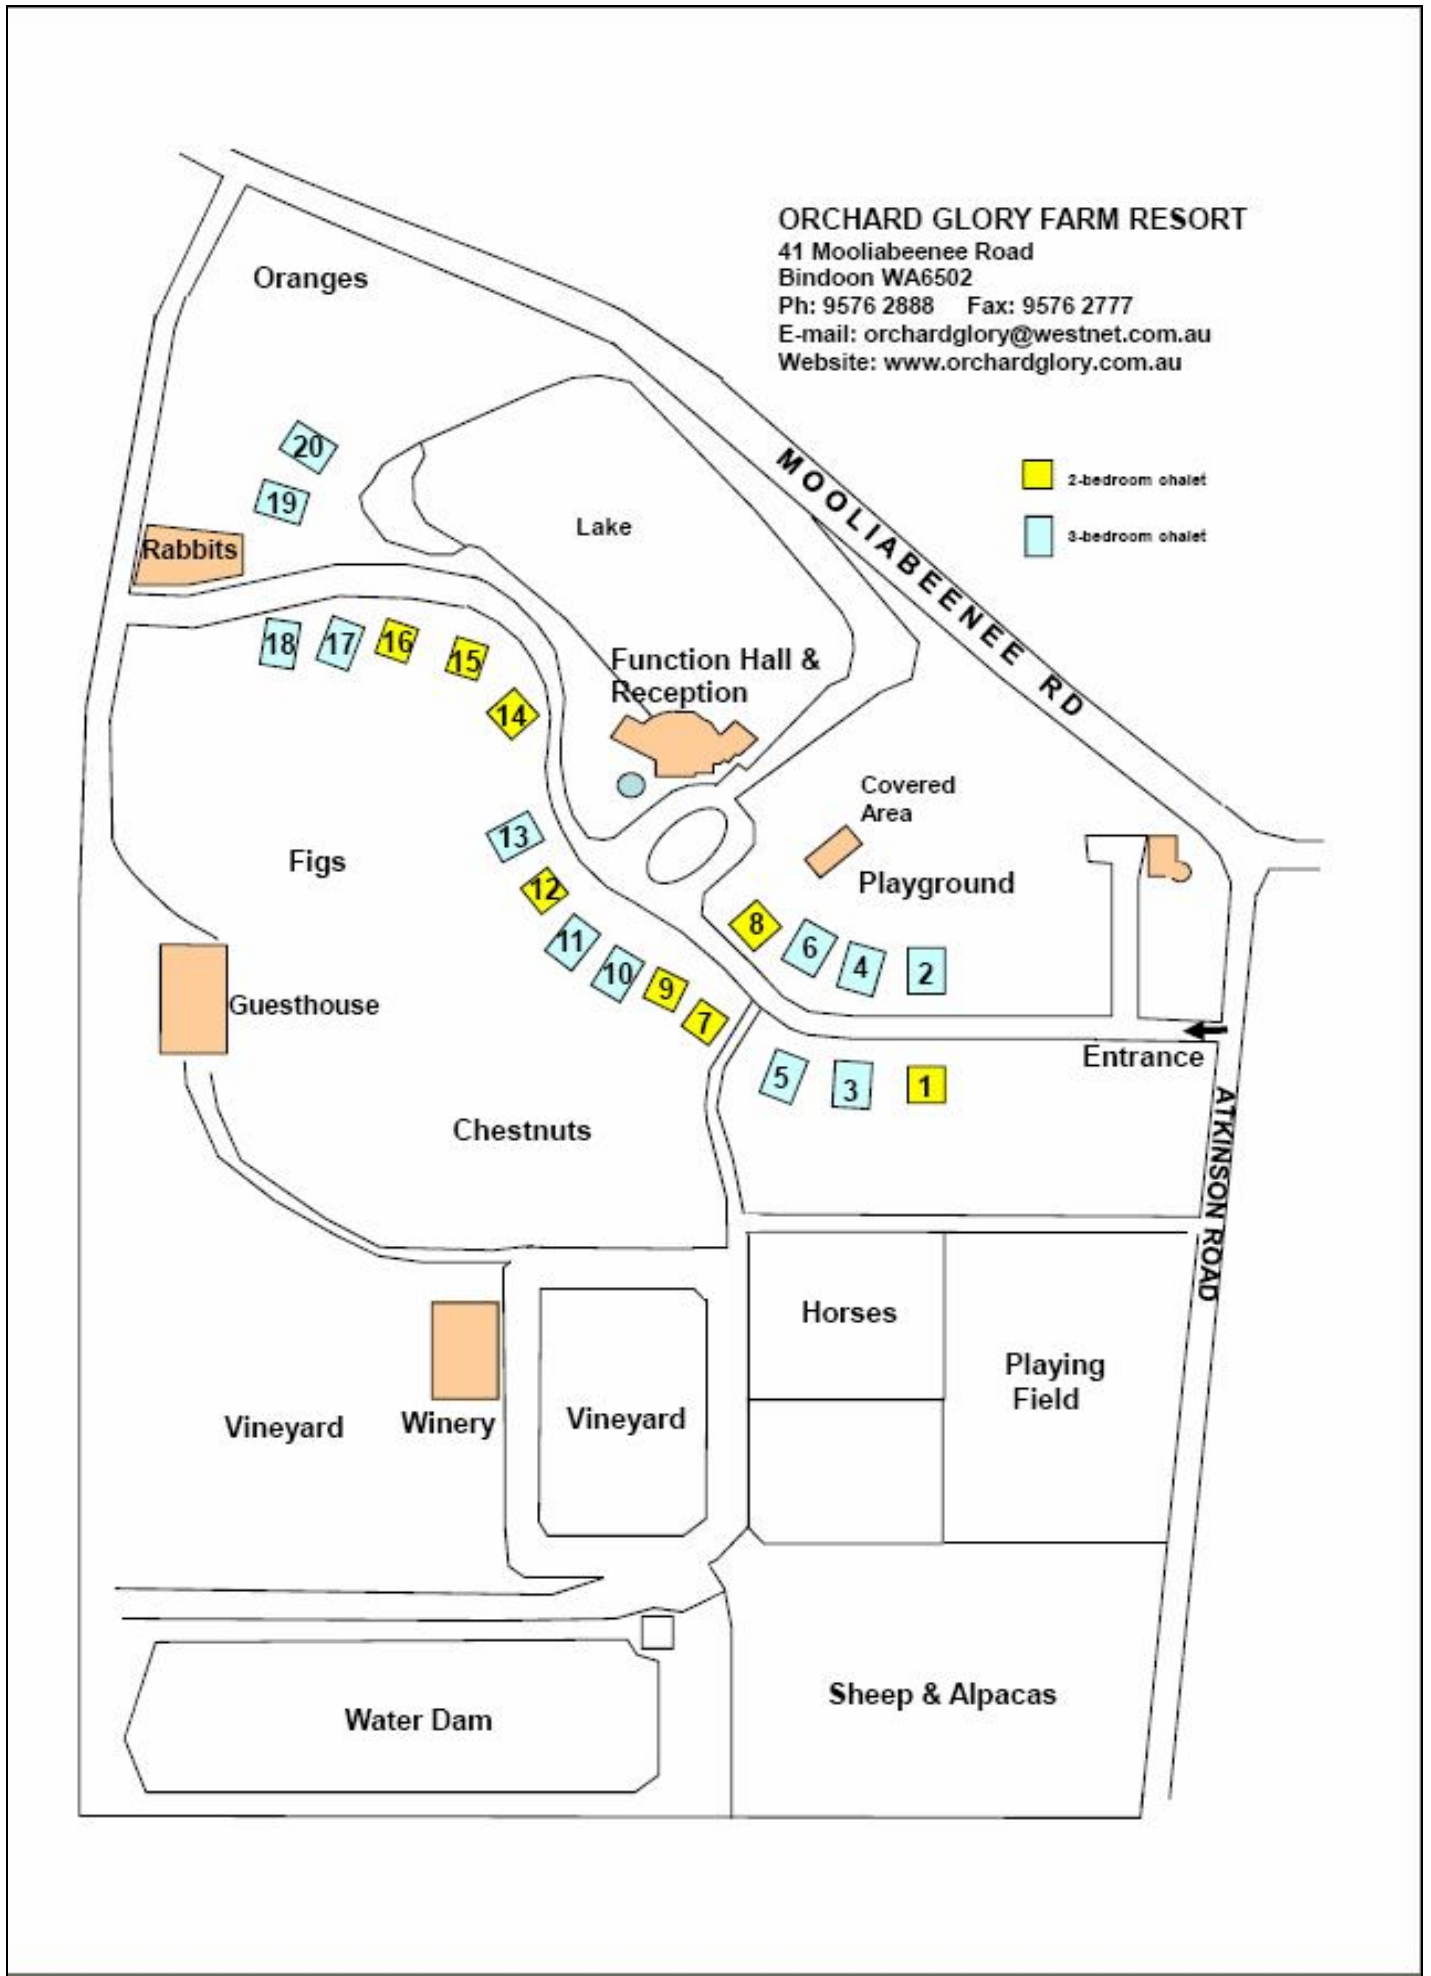 ORCHARD GLORY FARM RESORT
41 Mooliabeenee Road
Bindoon WA6502
Ph: 9576 2888 Fax: 9576 2777
E-mail: orchardglory@westnet.com.au
Website: www.orchardglory.com.au
Oranges
20
19
Rabbits
Lake
MOOLIABEENEE RD
2-bedroom chalet
3-bedroom chalet
18
17
16
15
14
Function Hall &
Reception
Covered
Area
Playground
13
12
11
10
9
7
8
6
4
2
Figs
Guesthouse
Entrance
5
3
1
Chestnuts
ATKINSON ROAD
Horses
Playing
Field
Vineyard
Winery
Vineyard
Sheep & Alpacas
Water Dam